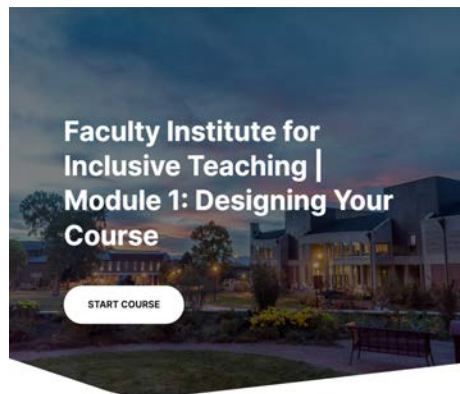 Faculty Institute for
Inclusive Teaching |
Module 1: Designing Your
Course
START COURSE